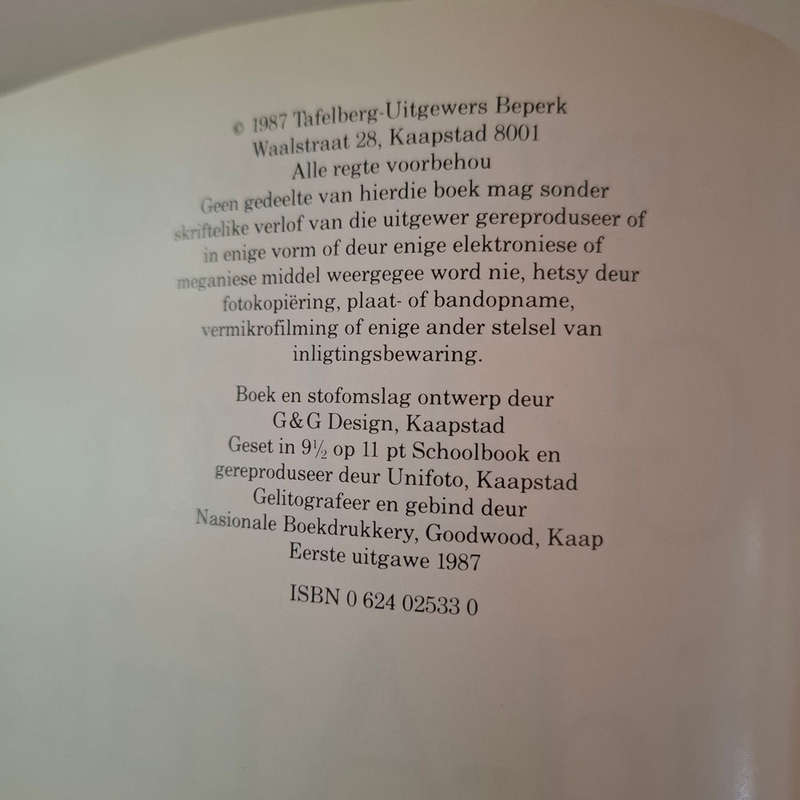 © 1987 Tafelberg-Uitgewers Beperk
Waalstraat 28, Kaapstad 8001
Alle regte voorbehou
Geen gedeelte van hierdie boek mag sonder
skriftelike verlof van die uitgewer gereproduseer of
in enige vorm of deur enige elektroniese of
meganiese middel weergegee word nie, hetsy deur
fotokopiëring, plaat- of bandopname,
vermikrofilming of enige ander stelsel van
inligtingsbewaring.
Boek en stofomslag ontwerp deur
G&G Design, Kaapstad
Geset in 9½ op 11 pt Schoolbook en
gereproduseer deur Unifoto, Kaapstad
Gelitografeer en gebind deur
Nasionale Boekdrukkery, Goodwood, Kaap
Eerste uitgawe 1987
ISBN 0 624 02533 0